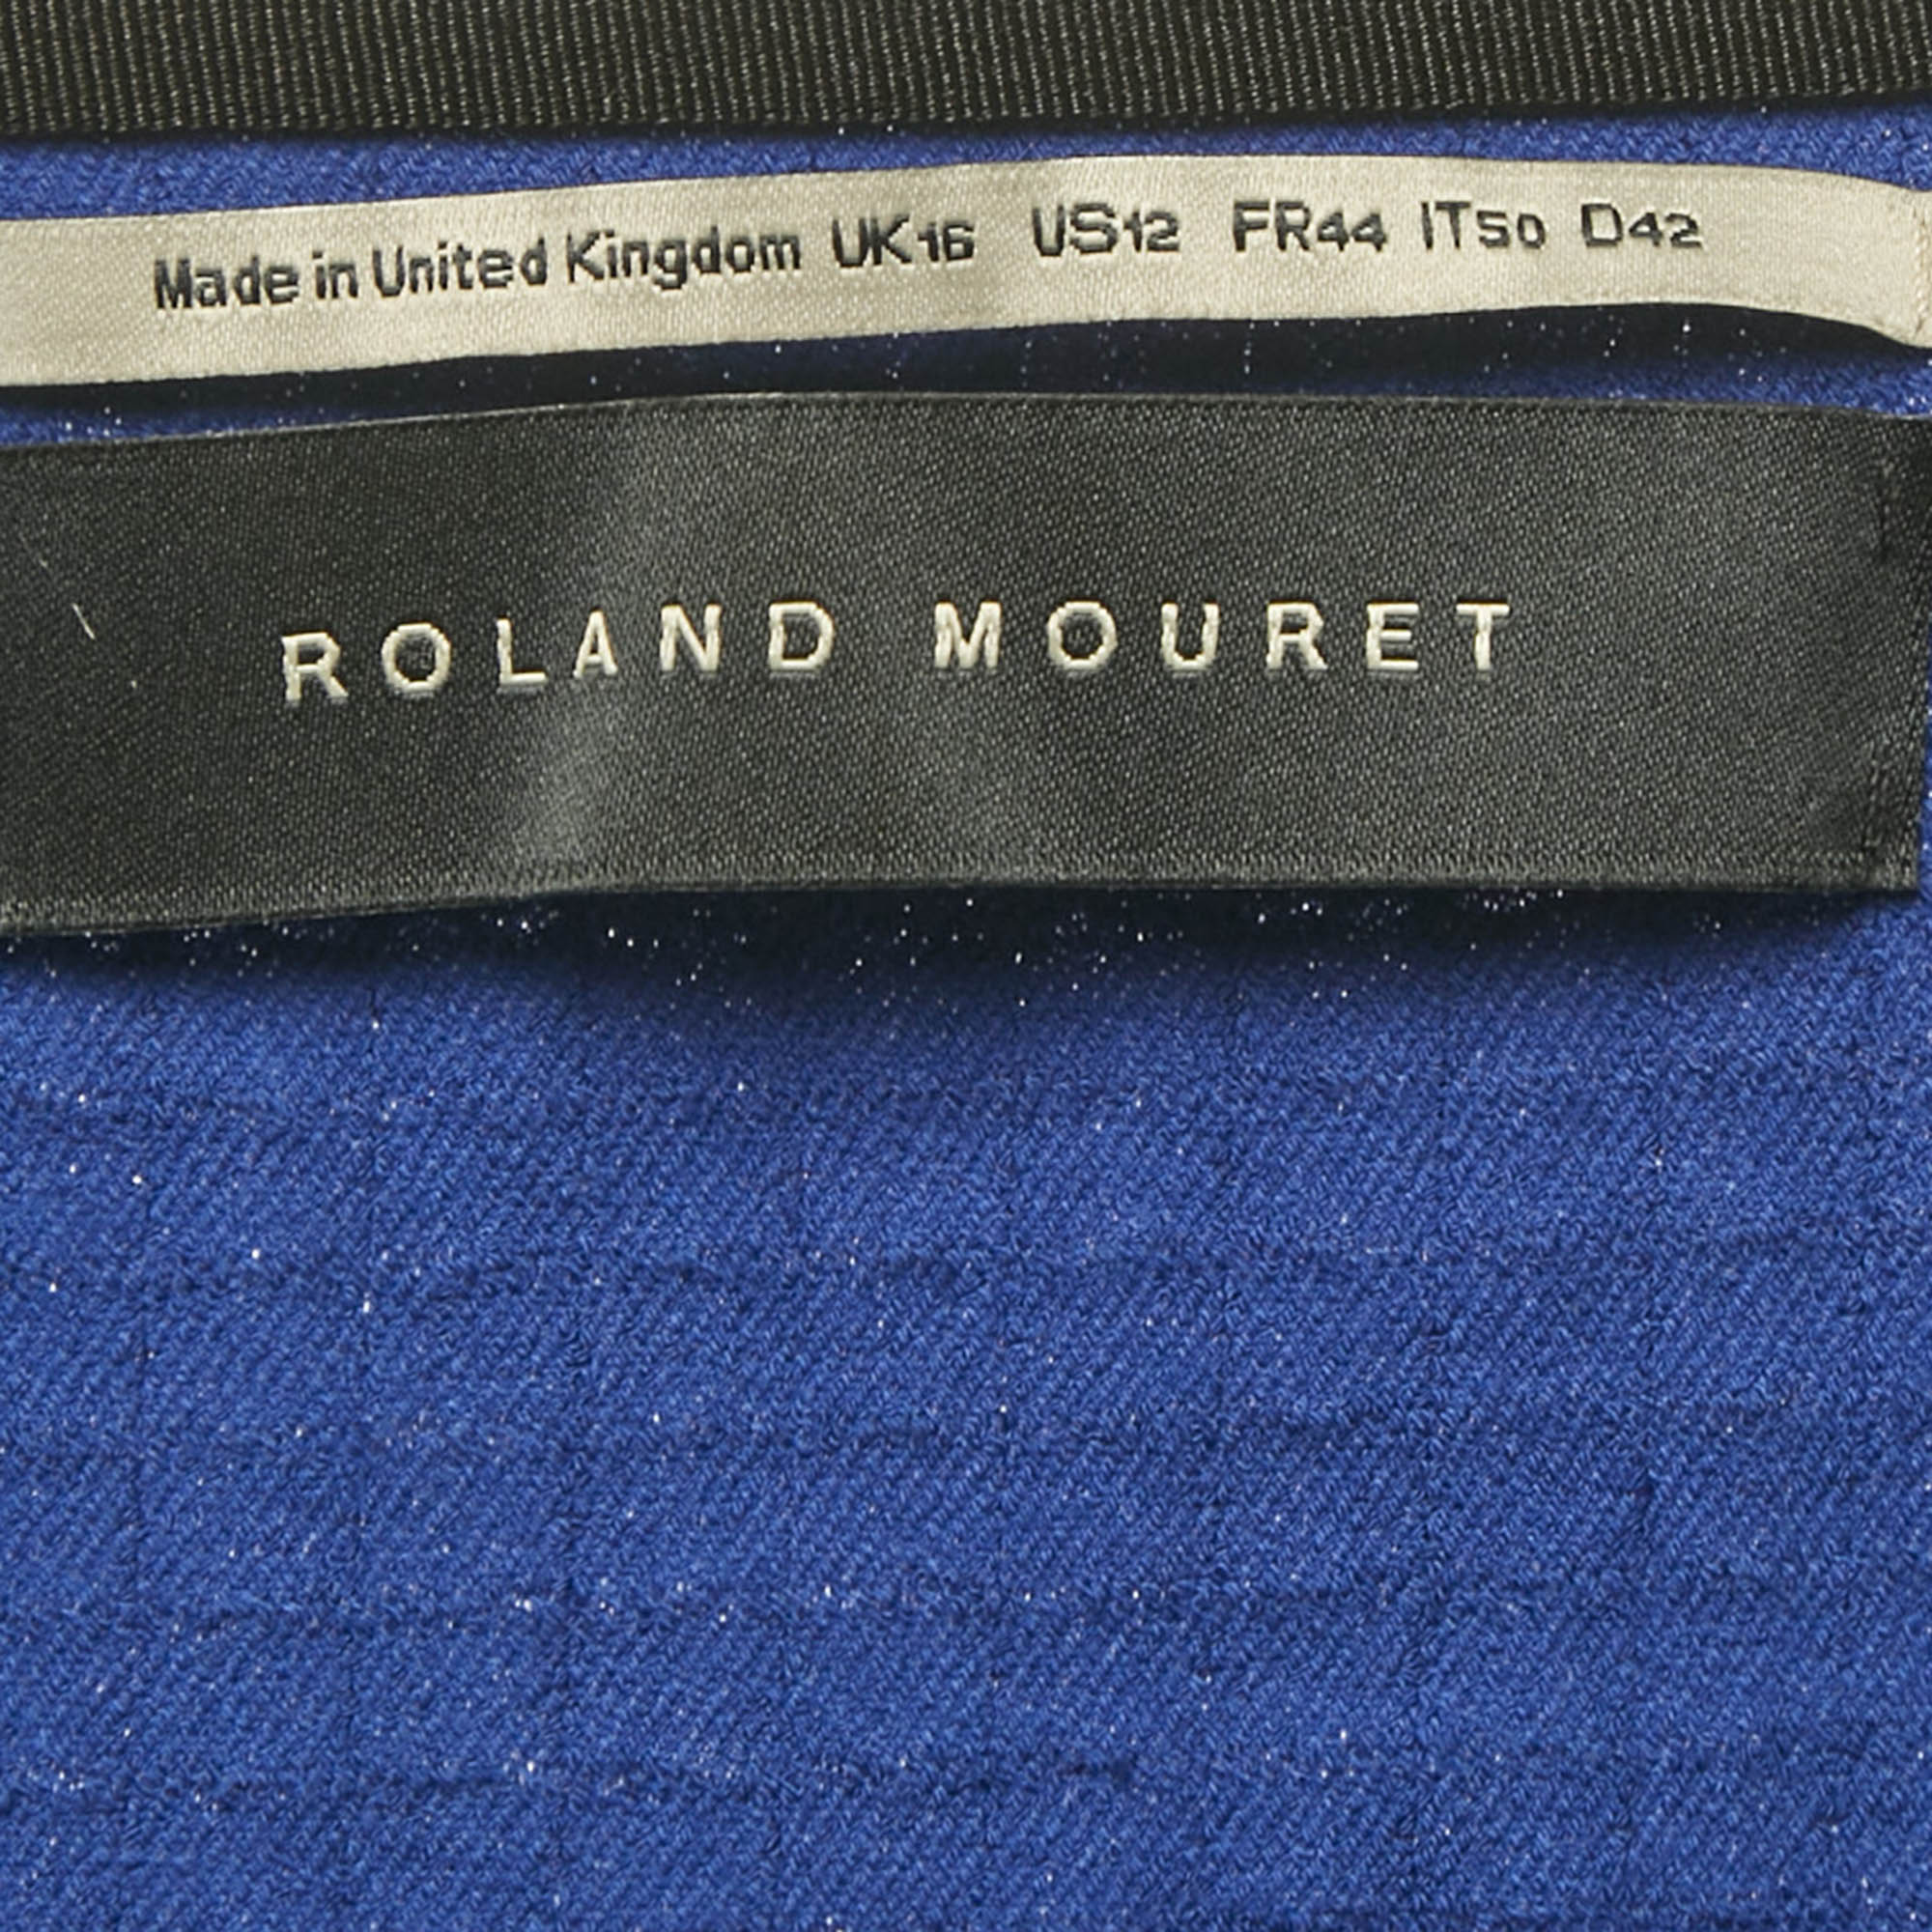 Made in United Kingdom UK16 US12 FR44 IT50 D42
ROLAND MOURET